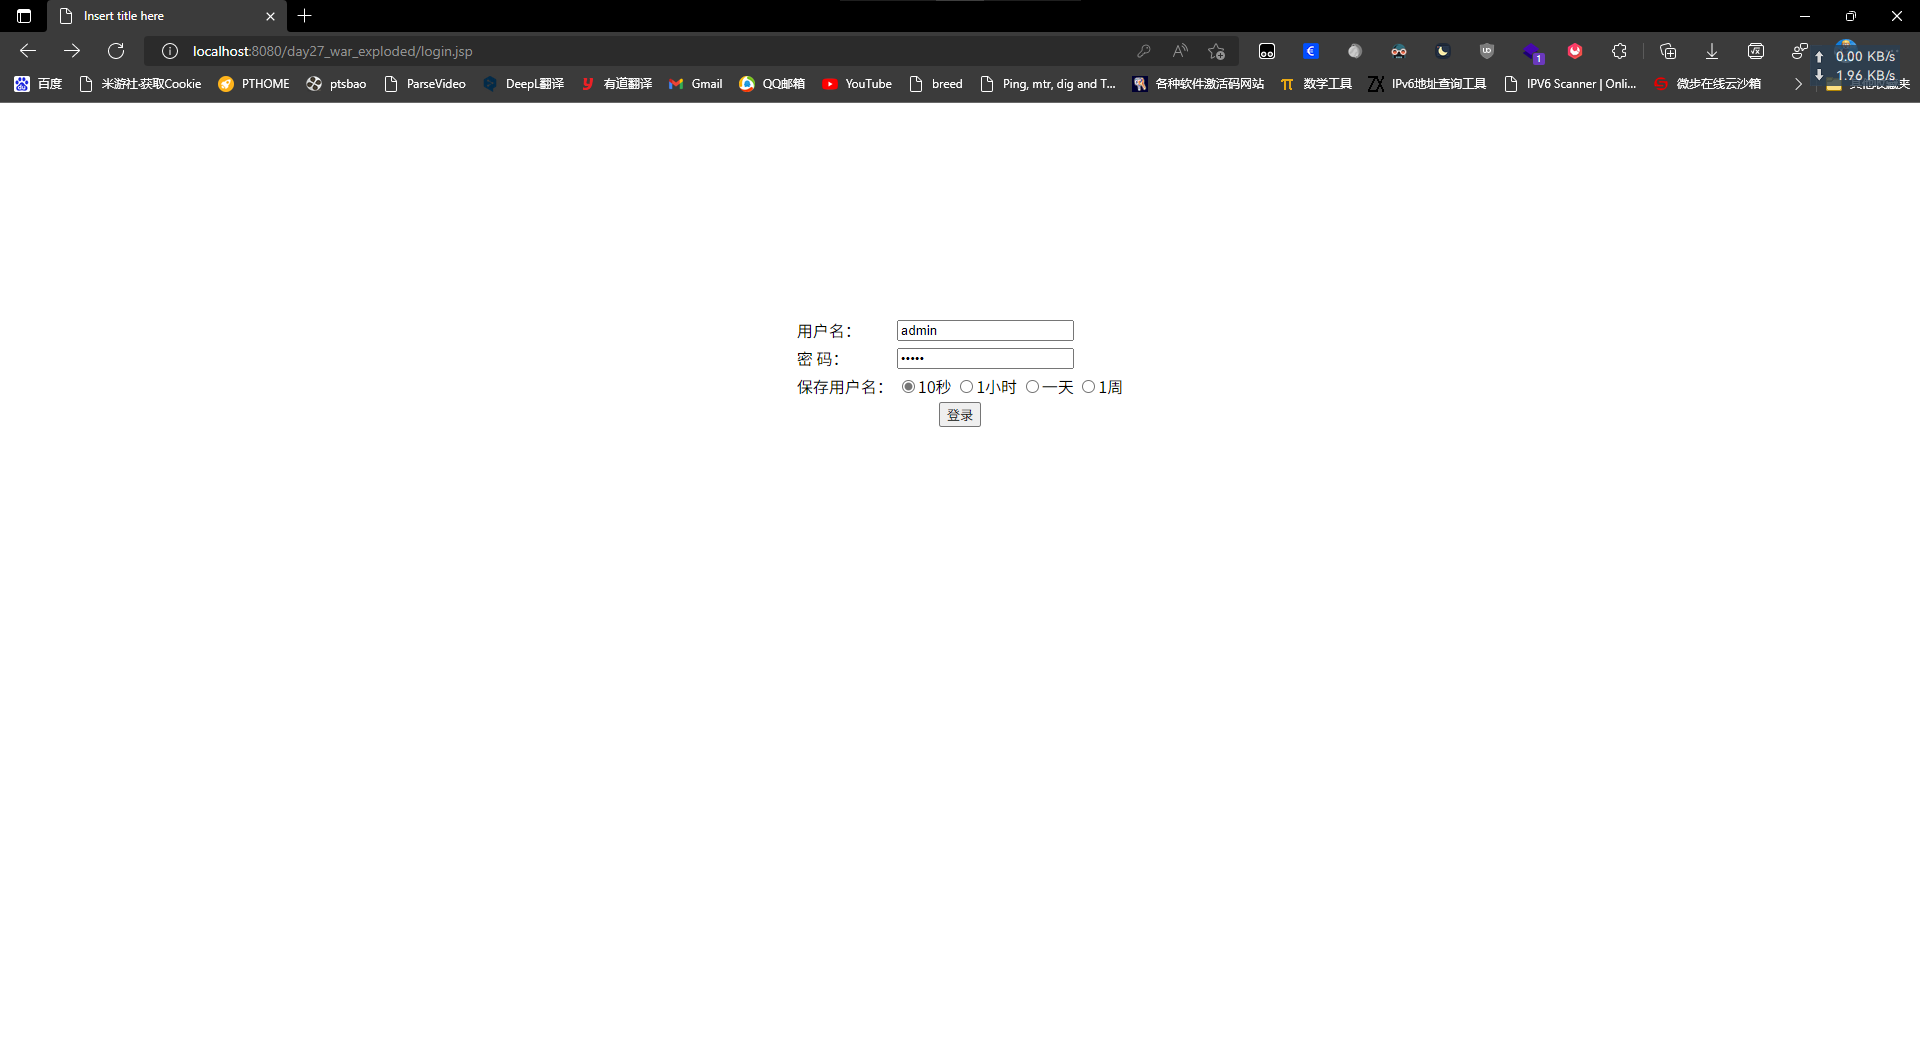 Insert title here
localhost:8080/day27_war_exploded/login.jsp
0.00 KB/s
1.96 KB/s
百度 米游社-获取Cookie PTHOME ptsbao ParseVideo DeepL翻译 有道翻译 Gmail QQ邮箱 YouTube breed Ping, mtr, dig and T... 各种软件激活码网站 数学工具 IPv6地址查询工具 IPV6 Scanner | Onli... 微步在线云沙箱
用户名： admin
密 码： •••••
保存用户名： 10秒 1小时 一天 1周
登录